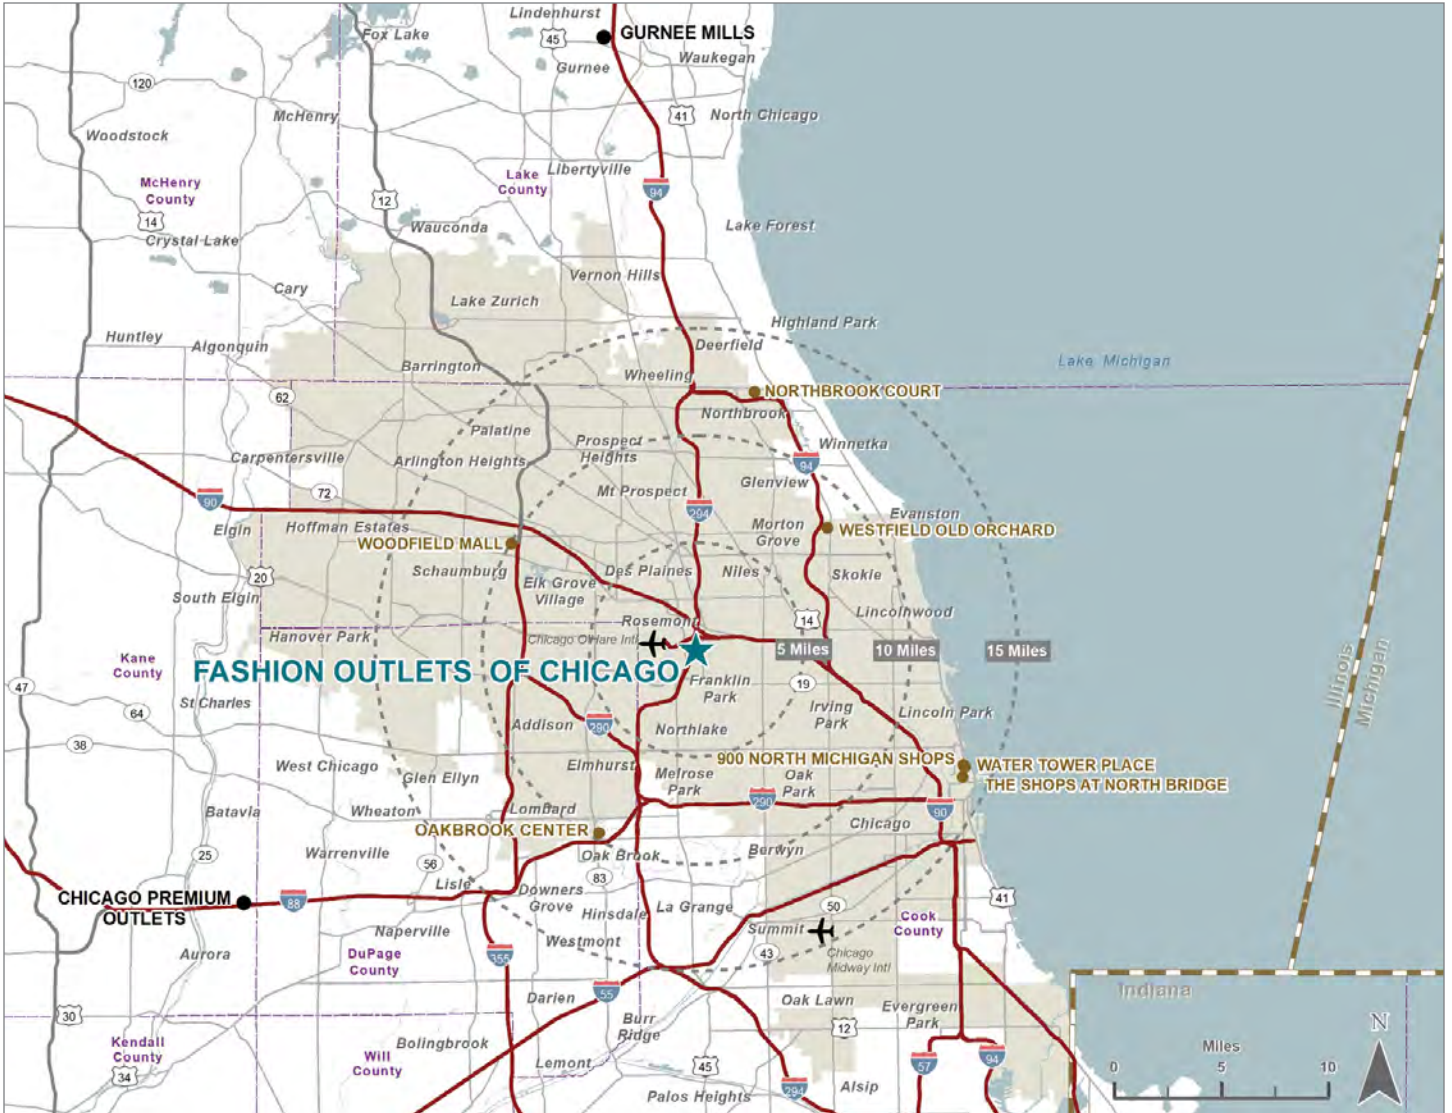 Lindenhurst
Fox Lake
45
GURNEE MILLS
Gurnee
Waukegan
120
McHenry
41
North Chicago
Woodstock
Libertyville
McHenry
County
Lake
County
94
12
14
Wauconda
Lake Forest
Crystal Lake
Vernon Hills
Cary
Lake Zurich
Highland Park
Huntley
Algonquin
Deerfield
Barrington
Wheeling
Lake Michigan
62
NORTHBROOK COURT
Northbrook
Palatine
Prospect
Heights
Winnetka
Carpentersville
Arlington Heights
94
72
Mt Prospect
Glenview
90
294
Evanston
Elgin
Hoffman Estates
Morton
Grove
WESTFIELD OLD ORCHARD
WOODFIELD MALL
Schaumburg
Des Plaines
Niles
Skokie
20
Elk Grove
Village
South Elgin
Lincolnwood
14
Rosemont
Hanover Park
Chicago O'Hare Intl
5 Miles
10 Miles
15 Miles
Kane
County
FASHION OUTLETS OF CHICAGO
Franklin
Park
19
47
St Charles
64
Irving
Park
Lincoln Park
Illinois
Michigan
Addison
290
Northlake
38
West Chicago
Glen Ellyn
Elmhurst
Melrose
Park
900 NORTH MICHIGAN SHOPS
WATER TOWER PLACE
Oak
Park
THE SHOPS AT NORTH BRIDGE
Batavia
Wheaton
Lombard
290
90
Chicago
OAKBROOK CENTER
25
Warrenville
56
Oak Brook
Berwyn
83
Lisle
CHICAGO PREMIUM
OUTLETS
88
Downers
Grove
Hinsdale
La Grange
50
41
Cook
County
Naperville
Westmont
Summit
Aurora
DuPage
County
355
43
Chicago
Midway Intl
Darien
55
Oak Lawn
Indiana
30
Burr
Ridge
12
Evergreen
Park
N
Kendall
County
Will
County
Bolingbrook
Lemont
45
57
94
Miles
0
5
10
34
294
Alsip
Palos Heights